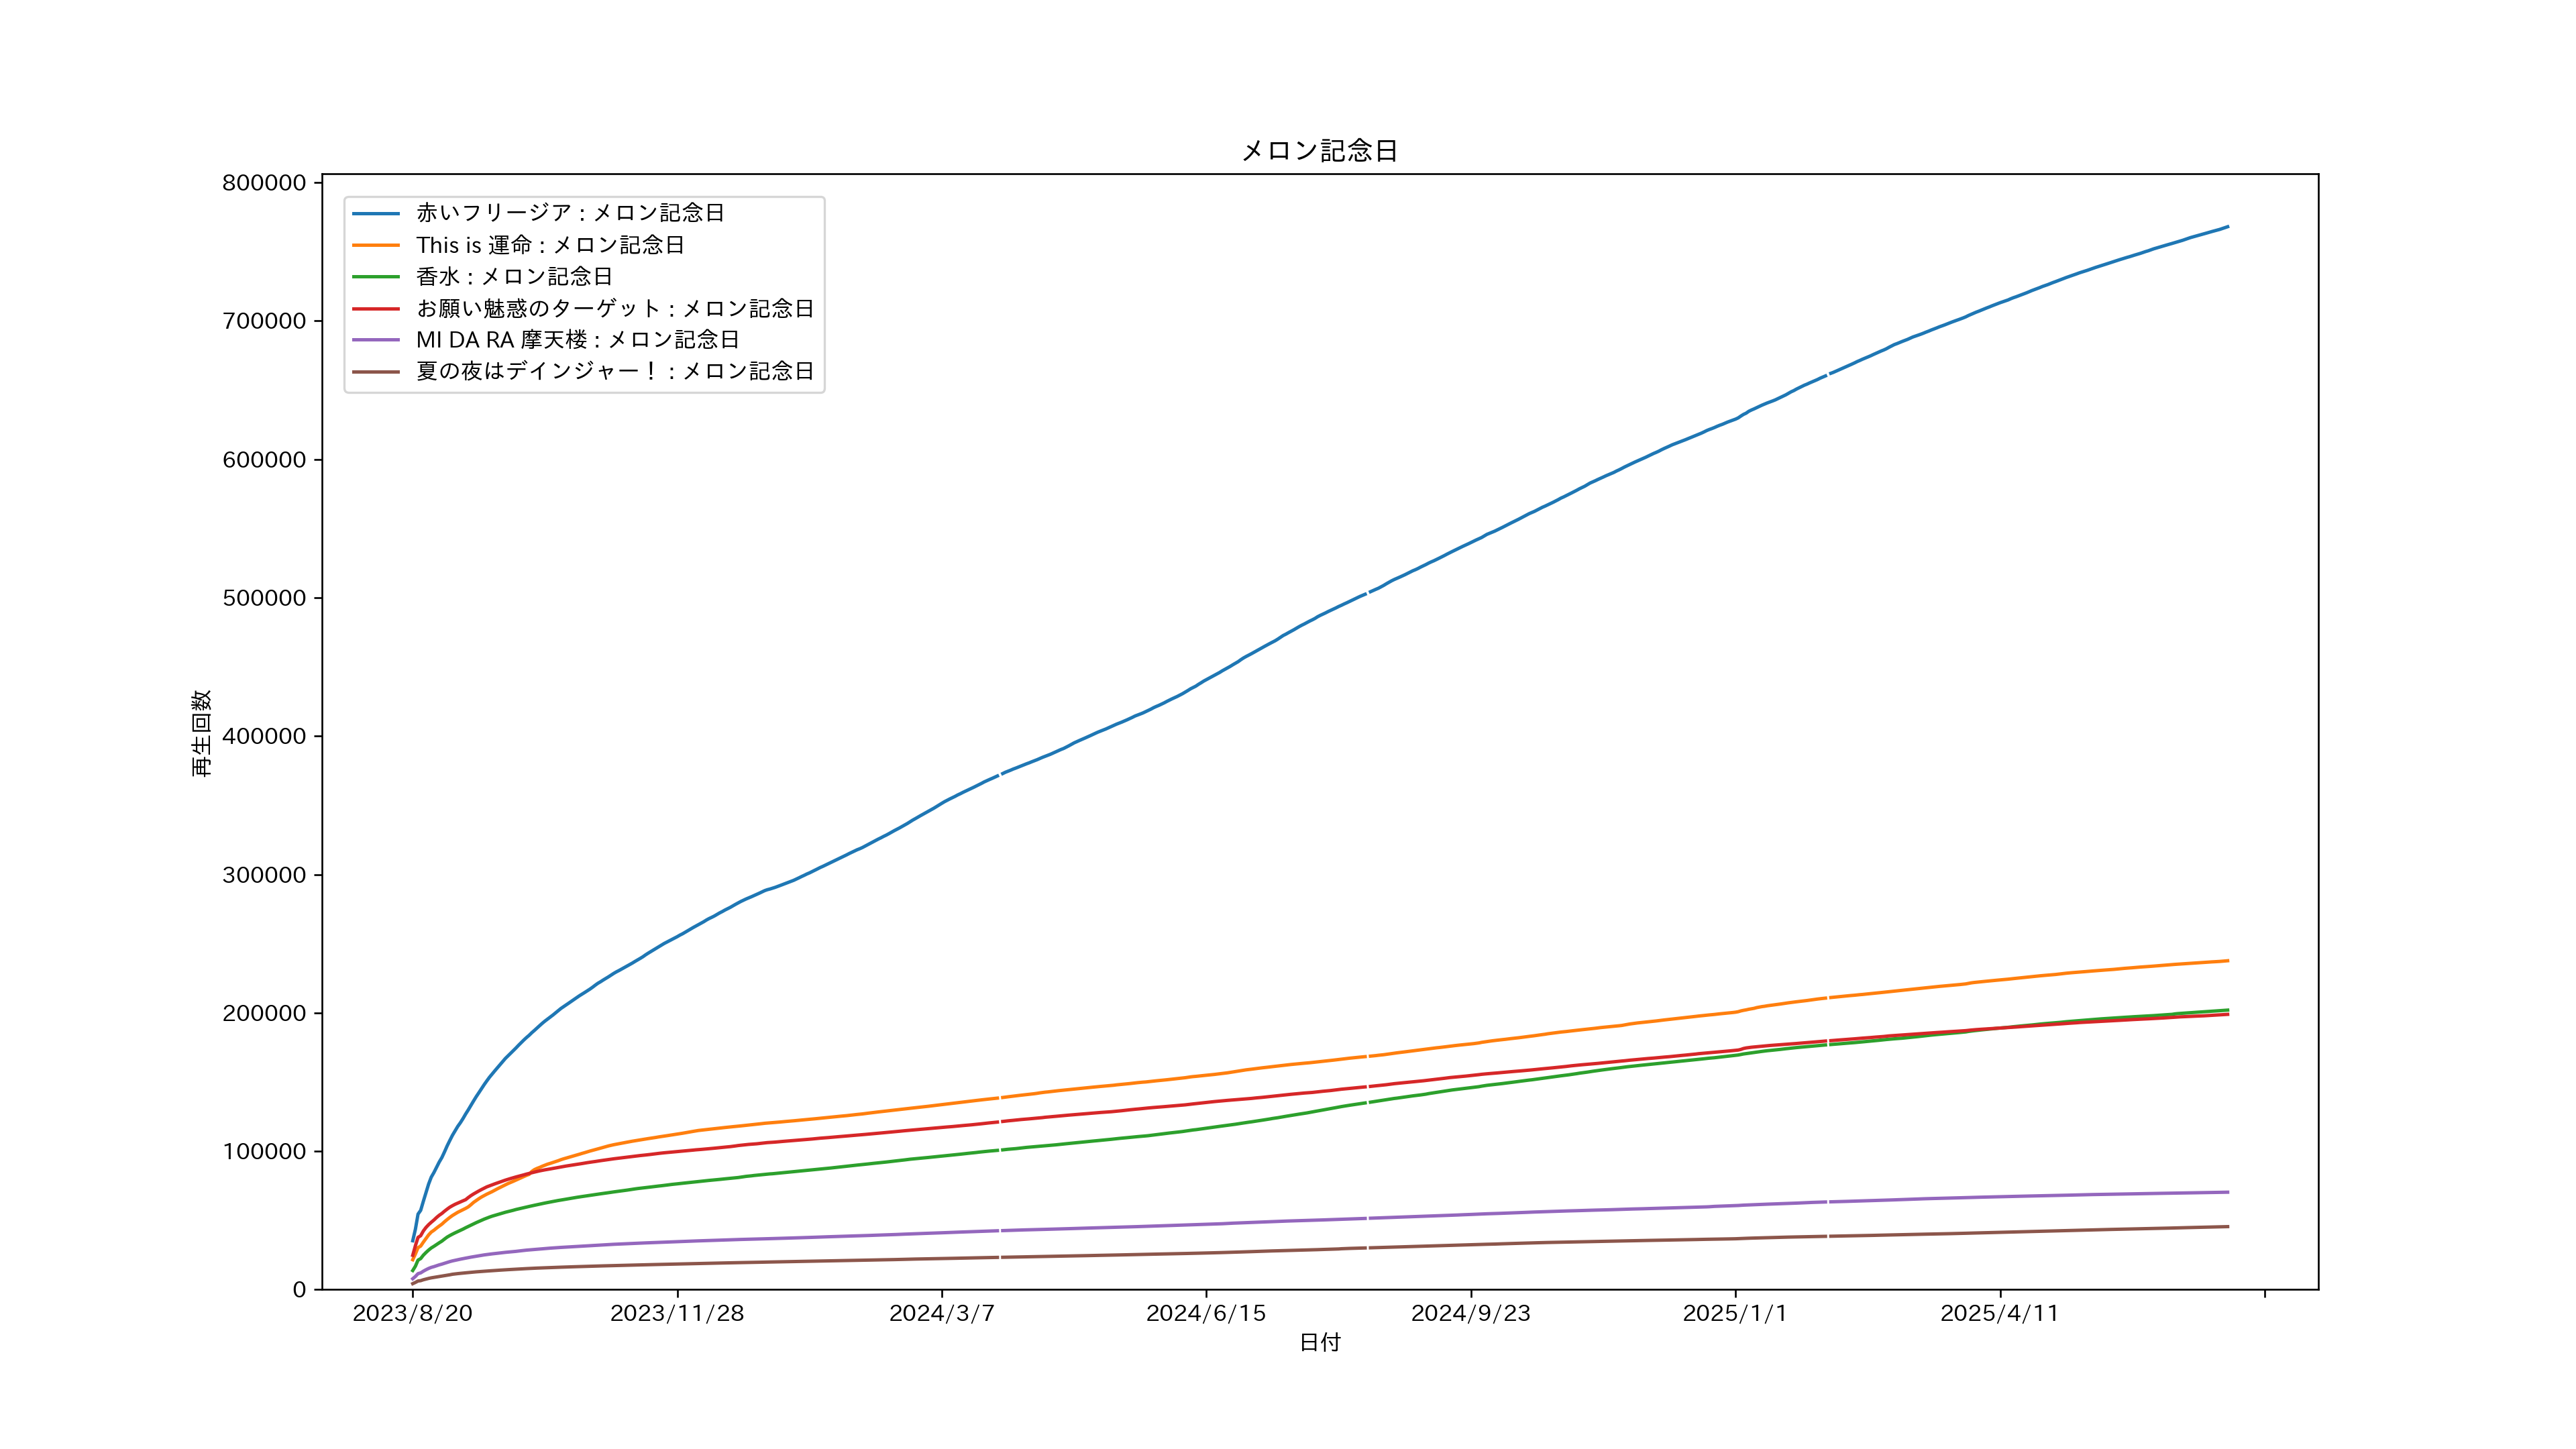 メロン記念日
800000
700000
600000
500000
400000
300000
200000
100000
0
再生回数
赤いフリージア : メロン記念日
This is 運命 : メロン記念日
香水 : メロン記念日
お願い魅惑のターゲット : メロン記念日
MI DA RA 摩天楼 : メロン記念日
夏の夜はデインジャー！ : メロン記念日
2023/8/20 2023/11/28 2024/3/7 2024/6/15 2024/9/23 2025/1/1 2025/4/11
日付